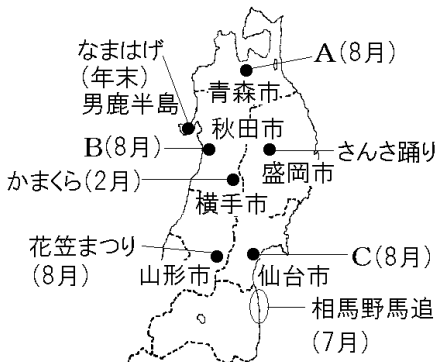 なまはげ
(年末)
男鹿半島
A(8月)
青森市
秋田市
B(8月)
さんさ踊り
盛岡市
かまくら(2月)
横手市
花笠まつり
(8月)
山形市
C(8月)
仙台市
相馬野馬追
(7月)